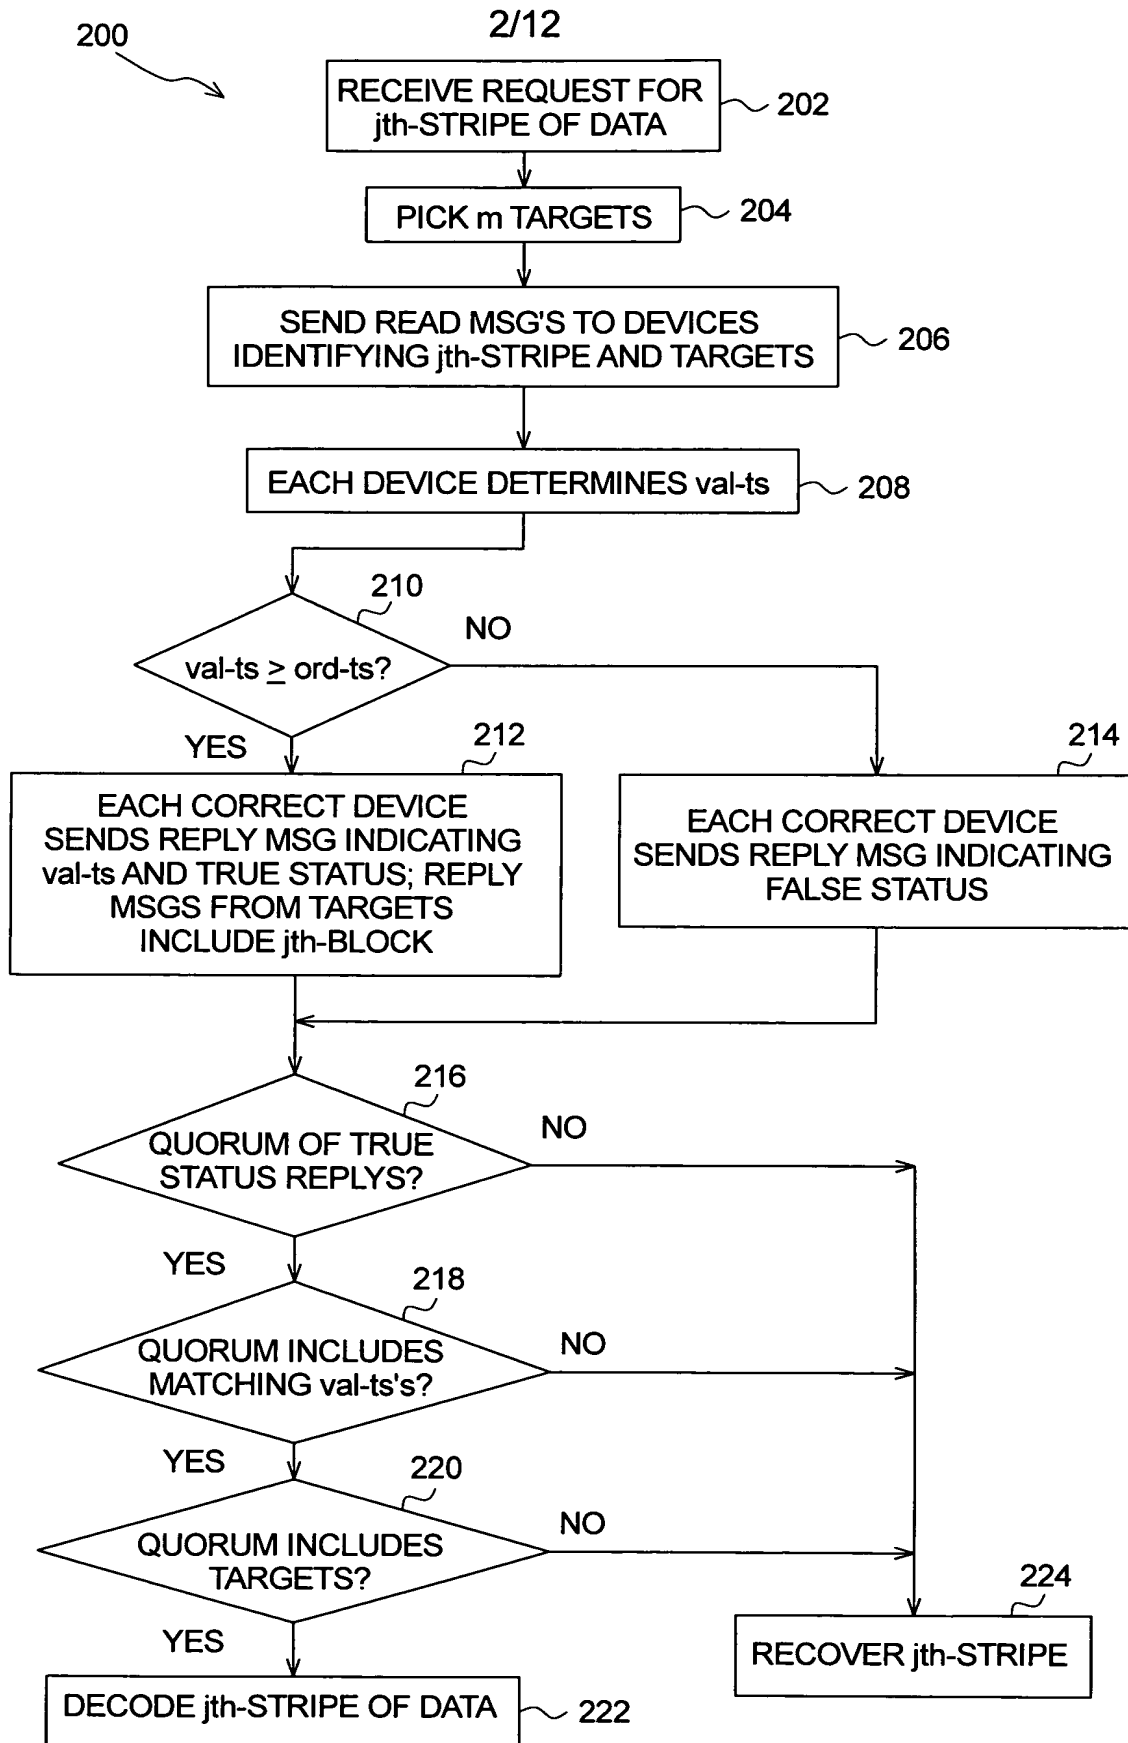 2/12
200
RECEIVE REQUEST FOR
jth-STRIPE OF DATA
202
PICK m TARGETS
204
SEND READ MSG'S TO DEVICES
IDENTIFYING jth-STRIPE AND TARGETS
206
EACH DEVICE DETERMINES val-ts
208
210
val-ts ≥ ord-ts?
NO
YES
212
EACH CORRECT DEVICE
SENDS REPLY MSG INDICATING
val-ts AND TRUE STATUS; REPLY
MSGS FROM TARGETS
INCLUDE jth-BLOCK
214
EACH CORRECT DEVICE
SENDS REPLY MSG INDICATING
FALSE STATUS
216
QUORUM OF TRUE
STATUS REPLYS?
NO
YES
218
QUORUM INCLUDES
MATCHING val-ts's?
NO
YES
220
QUORUM INCLUDES
TARGETS?
NO
YES
224
RECOVER jth-STRIPE
DECODE jth-STRIPE OF DATA
222